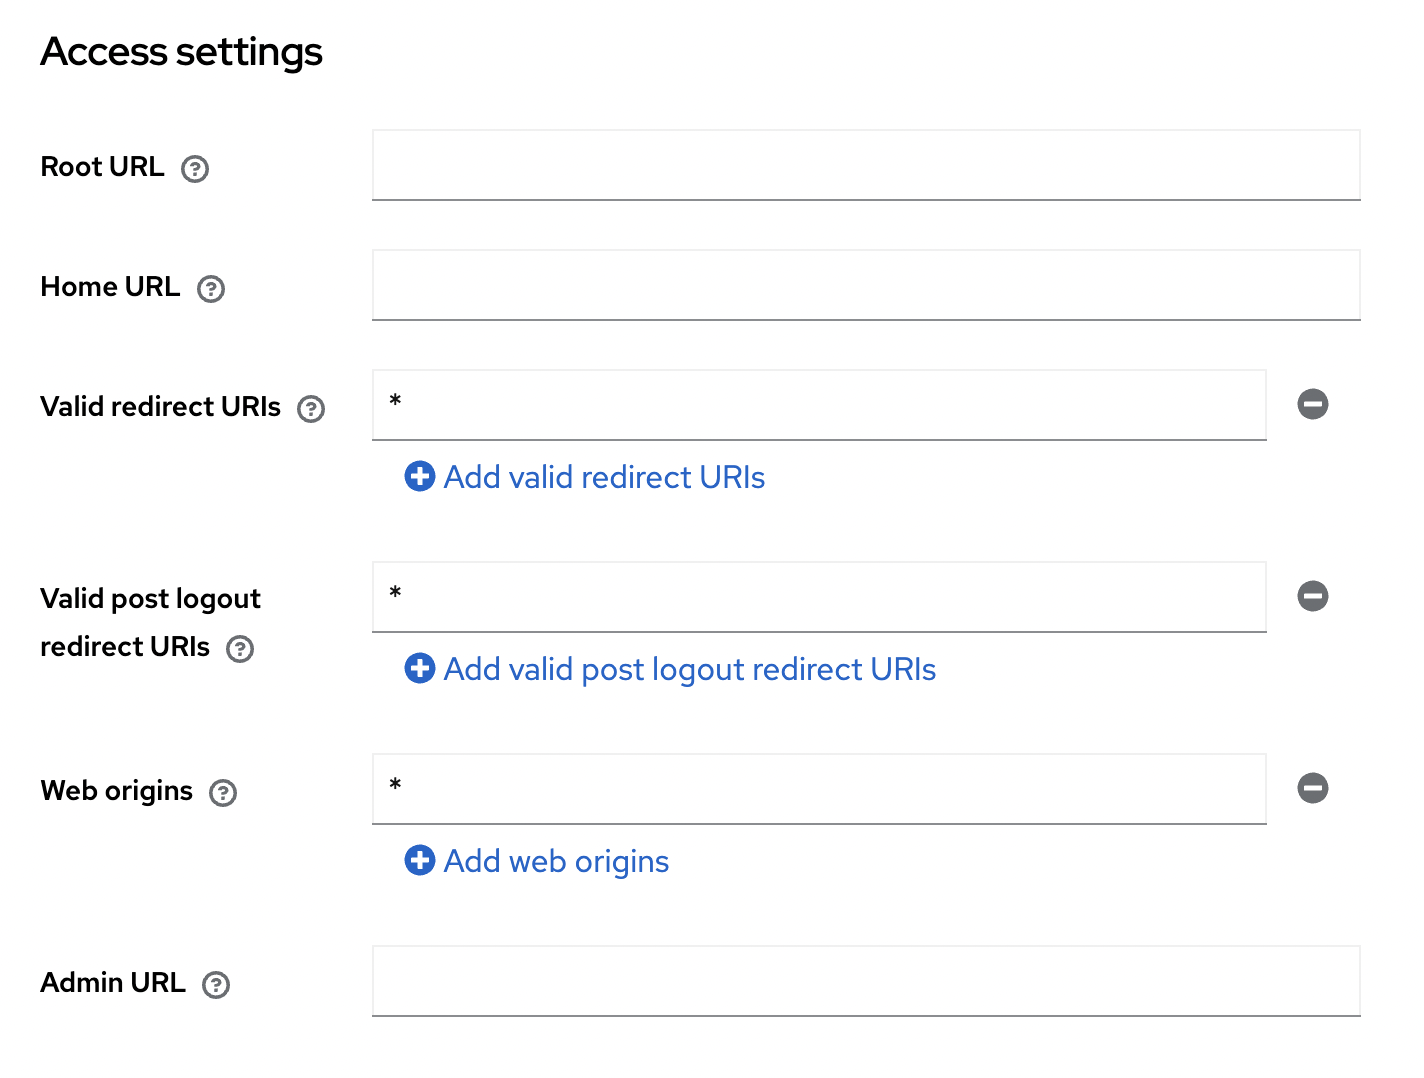 Access settings
Root URL
Home URL
Valid redirect URIs
*
Add valid redirect URIs
Valid post logout
redirect URIs
*
Add valid post logout redirect URIs
Web origins
*
Add web origins
Admin URL